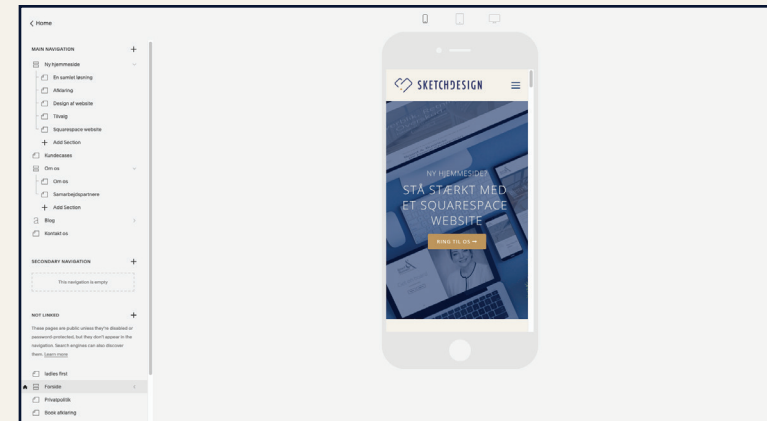 Home
MAIN NAVIGATION
Ny hjemmeside
En samlet løsning
Afklaring
Design af website
Tilvalg
Squarespace website
Add Section
Kundecases
Om os
Om os
Samarbejdspartnere
Add Section
Blog
Kontakt os
SECONDARY NAVIGATION
This navigation is empty
NOT LINKED
These pages are public unless they're disabled or
password-protected, but they don't appear in the
navigation. Search engines can also discover
them. Learn more
ladies first
Forside
Privatpolitik
Book afklaring
SKETCHDESIGN
NY HJEMMESIDE?
STÅ STÆRKT MED
ET SQUARESPACE
WEBSITE
RING TIL OS →